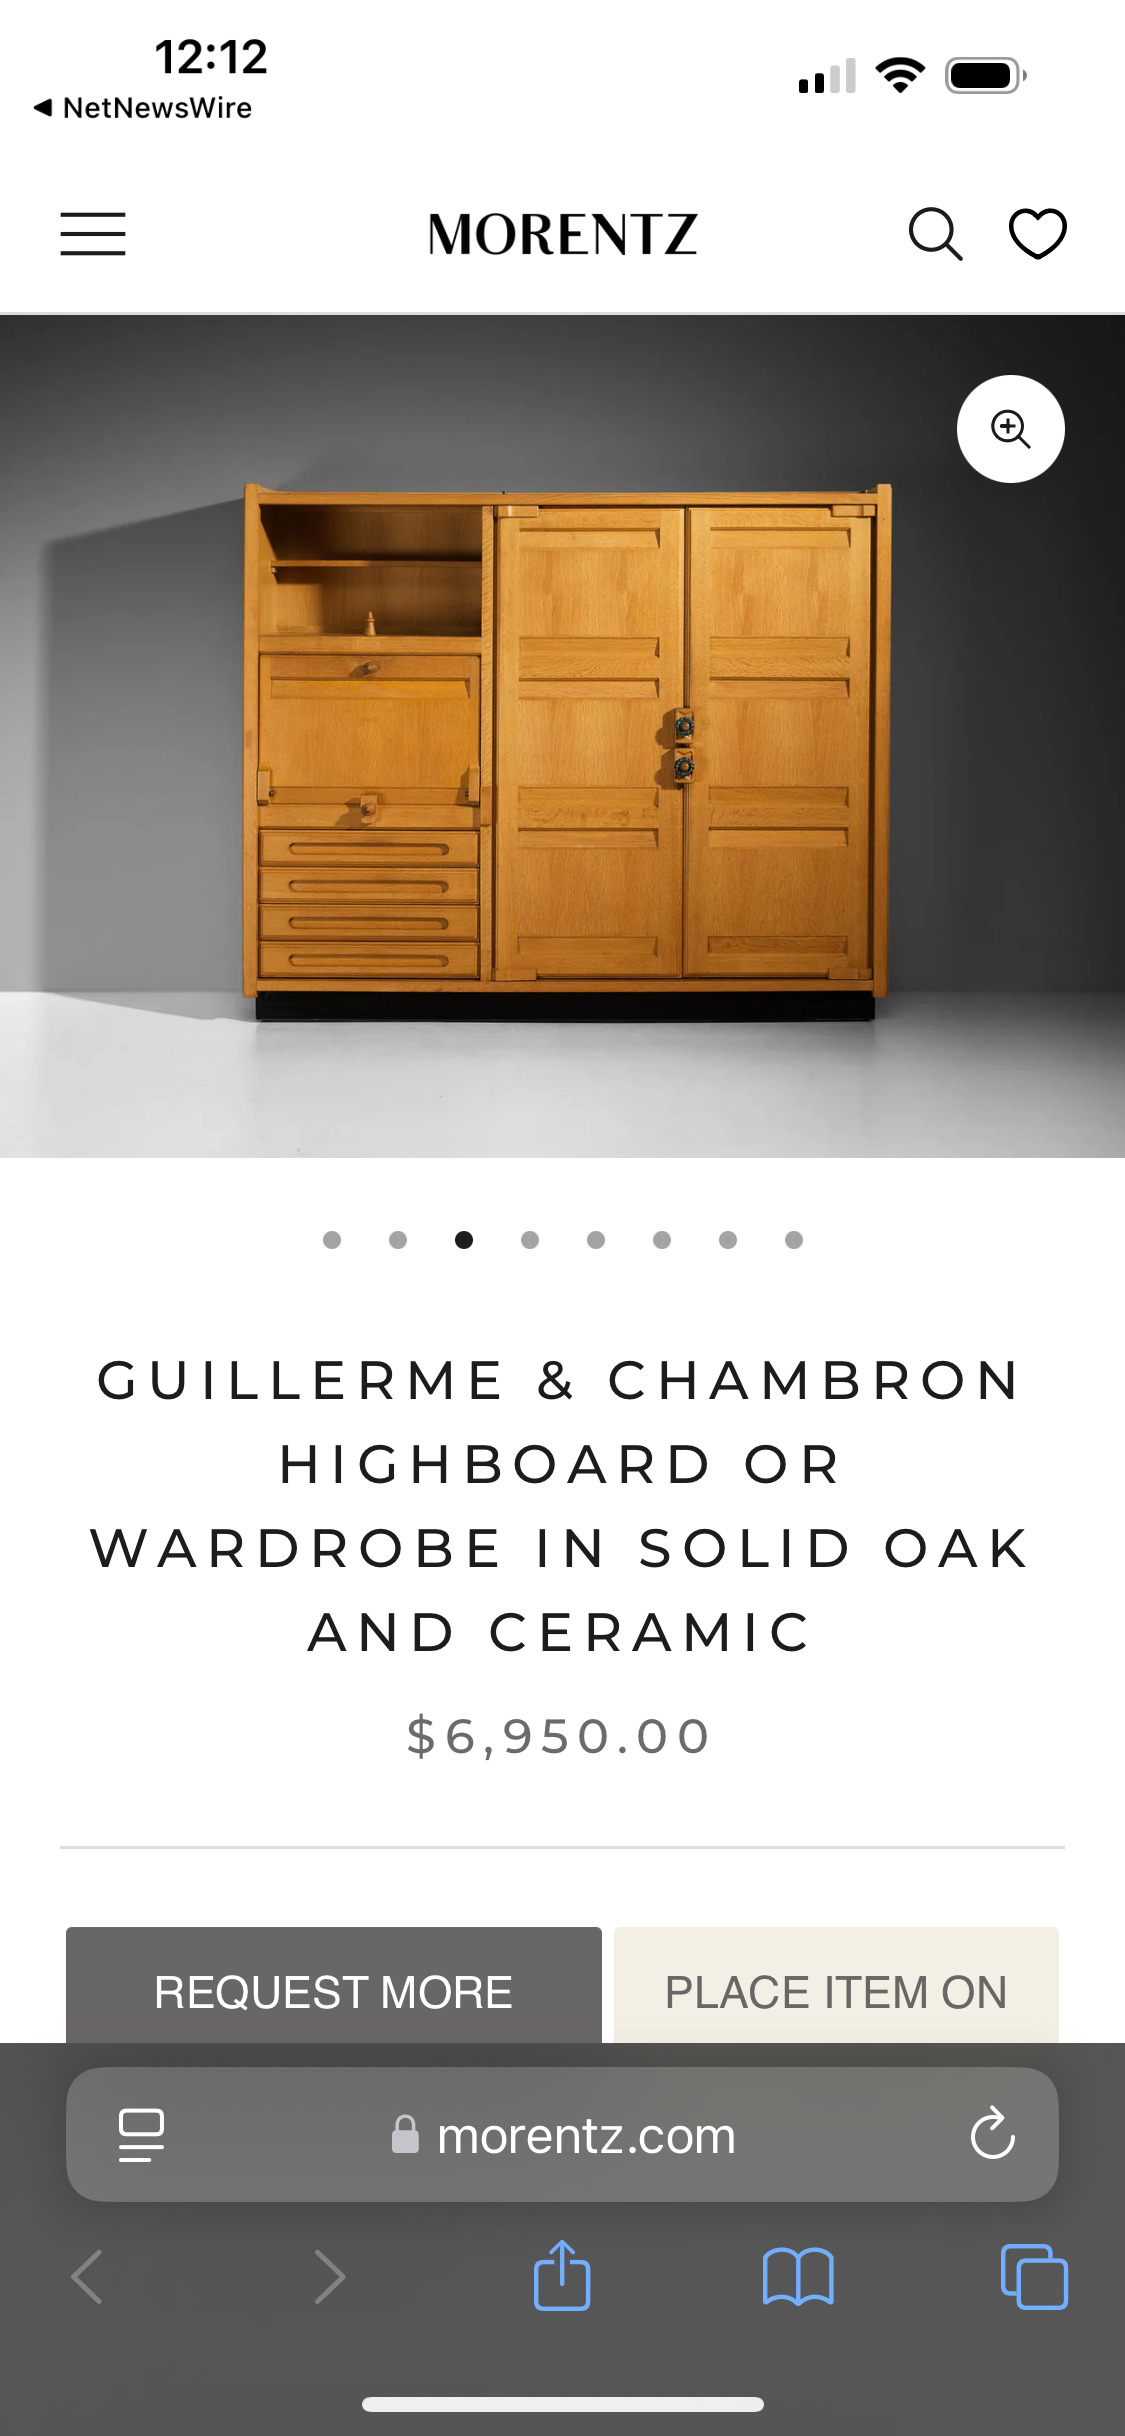 12:12
◀ NetNewsWire
MORENTZ
GUILLERME & CHAMBRON
HIGHBOARD OR
WARDROBE IN SOLID OAK
AND CERAMIC
$6,950.00
REQUEST MORE
PLACE ITEM ON
morentz.com